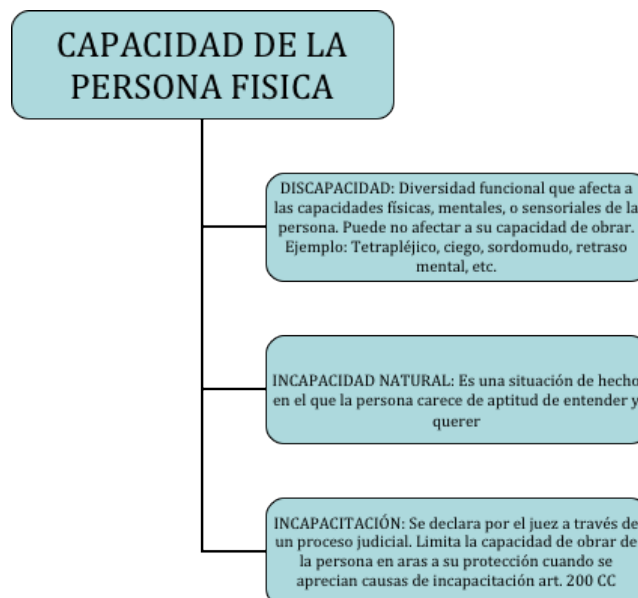 CAPACIDAD DE LA
PERSONA FISICA
DISCAPACIDAD: Diversidad funcional que afecta a
las capacidades físicas, mentales, o sensoriales de la
persona. Puede no afectar a su capacidad de obrar.
Ejemplo: Tetrapléjico, ciego, sordomudo, retraso
mental, etc.
INCAPACIDAD NATURAL: Es una situación de hecho
en el que la persona carece de aptitud de entender y
querer
INCAPACITACIÓN: Se declara por el juez a través de
un proceso judicial. Limita la capacidad de obrar de
la persona en aras a su protección cuando se
aprecian causas de incapacitación art. 200 CC